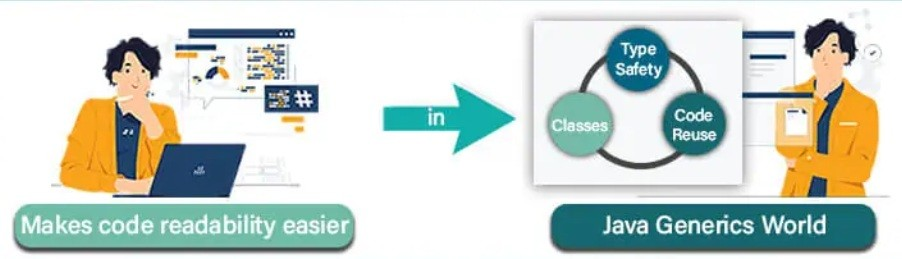 #
in
Type
Safety
Classes
Code
Reuse
Makes code readability easier
Java Generics World